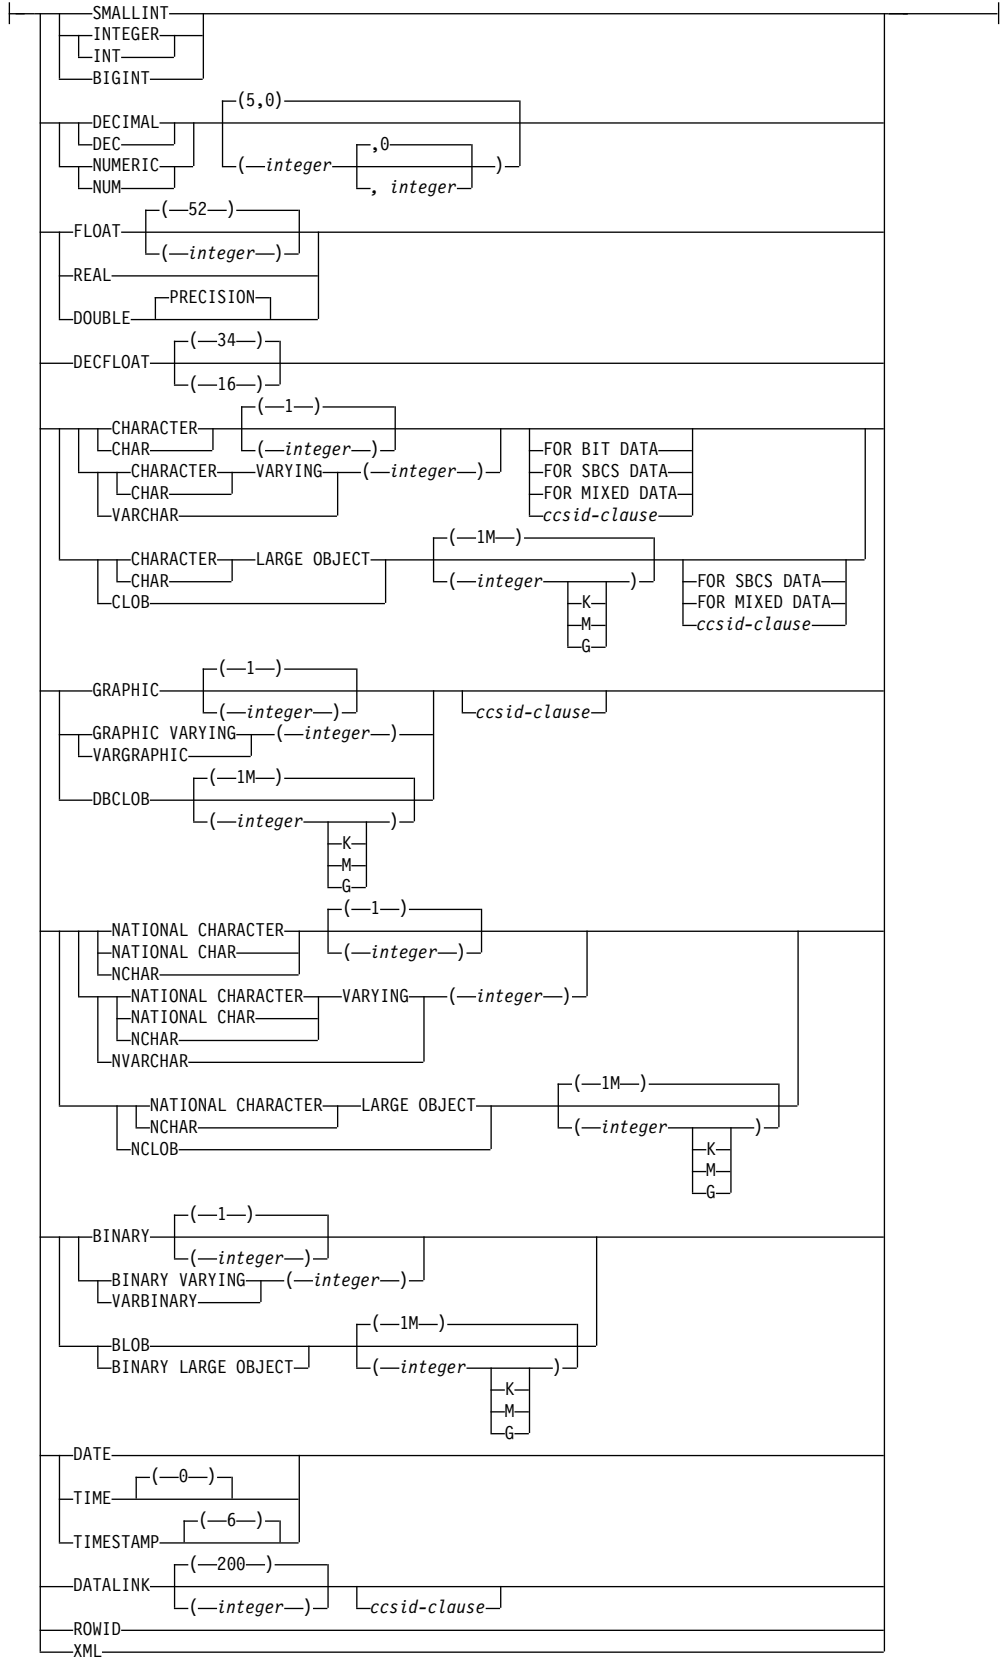 SMALLINT
INTEGER
INT
BIGINT
(5,0)
DECIMAL
DEC ,0
NUMERIC ( integer )
NUM , integer
( 52 )
FLOAT
( integer )
REAL
PRECISION
DOUBLE
( 34 )
DECFLOAT
( 16 )
( 1 )
CHARACTER
CHAR ( integer ) FOR BIT DATA
CHARACTER VARYING ( integer ) FOR SBCS DATA
CHAR FOR MIXED DATA
VARCHAR ccsid-clause
( 1M )
CHARACTER LARGE OBJECT
CHAR ( integer ) FOR SBCS DATA
CLOB K FOR MIXED DATA
M ccsid-clause
G
( 1 )
GRAPHIC
( integer ) ccsid-clause
GRAPHIC VARYING ( integer )
VARGRAPHIC
( 1M )
DBCLOB
( integer )
K
M
G
( 1 )
NATIONAL CHARACTER
NATIONAL CHAR ( integer )
NCHAR
NATIONAL CHARACTER VARYING ( integer )
NATIONAL CHAR
NCHAR
NVARCHAR
( 1M )
NATIONAL CHARACTER LARGE OBJECT
NCHAR ( integer )
NCLOB K
M
G
( 1 )
BINARY
( integer )
BINARY VARYING ( integer )
VARBINARY
( 1M )
BLOB
BINARY LARGE OBJECT ( integer )
K
M
G
DATE
( 0 )
TIME
( 6 )
TIMESTAMP
( 200 )
DATALINK
( integer ) ccsid-clause
ROWID
XML